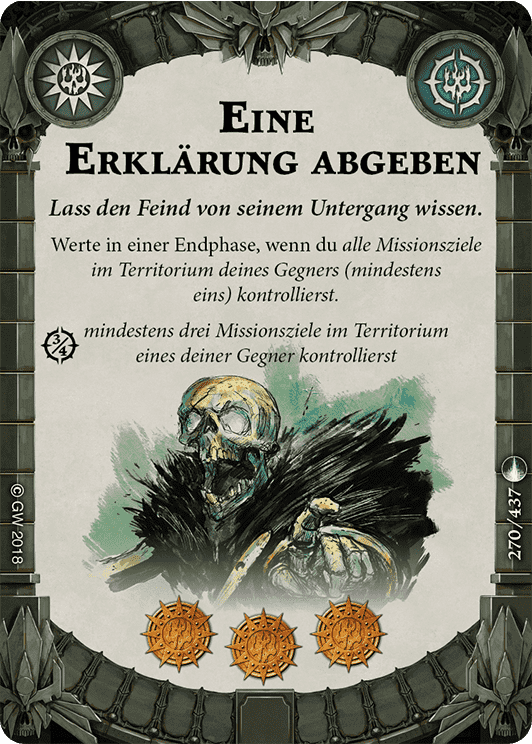 Eine
Erklärung abgeben
Lass den Feind von seinem Untergang wissen.
Werte in einer Endphase, wenn du alle Missionsziele
im Territorium deines Gegners (mindestens
eins) kontrollierst.
3/4 mindestens drei Missionsziele im Territorium
eines deiner Gegner kontrollierst
© GW 2018
270/437